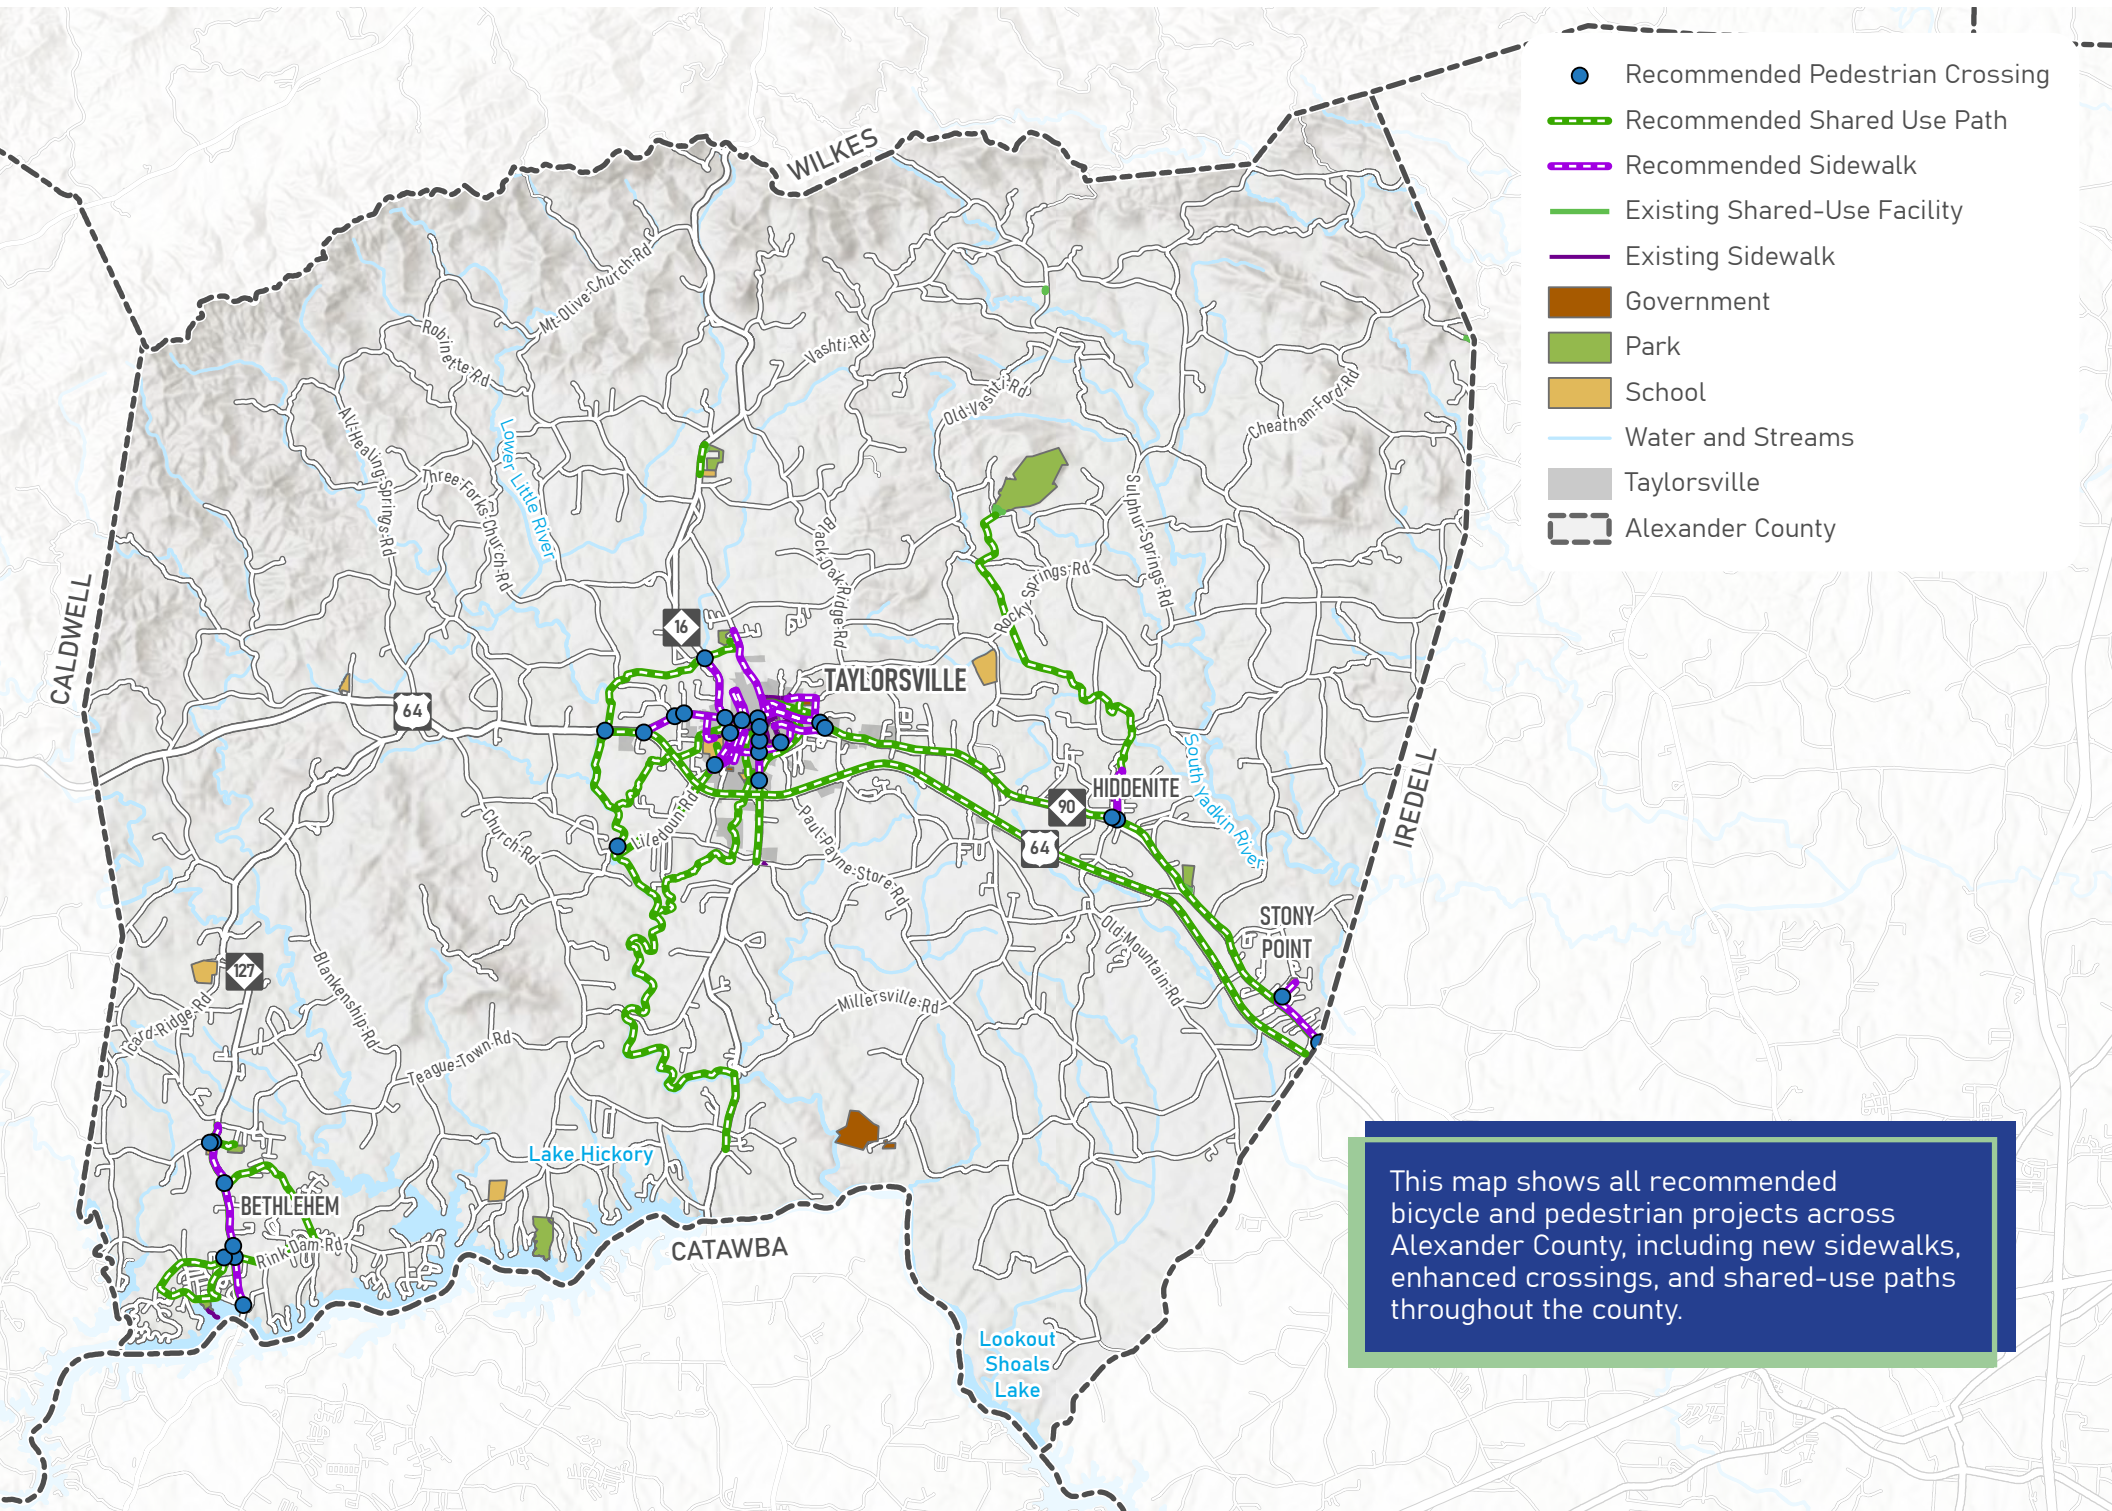 Recommended Pedestrian Crossing
Recommended Shared Use Path
Recommended Sidewalk
Existing Shared-Use Facility
Existing Sidewalk
Government
Park
School
Water and Streams
Taylorsville
Alexander County
WILKES
Mt-Olive-Church-Rd
Robinette-Rd
Vashti-Rd
Old-Vashti-Rd
Cheatham-Ford-Rd
All-Healing-Springs-Rd
Three-Forks-Church-Rd
Lower Little River
Black-Oak-Ridge-Rd
Sulphur-Springs-Rd
Rocky Springs-Rd
CALDWELL
16
TAYLORSVILLE
64
South Yadkin River
HIDDENITE
90
64
IREDELL
Church-Rd
Liledoun-Rd
Paul-Payne-Store-Rd
STONY
POINT
Old-Mountain-Rd
127
Icard-Ridge-Rd
Blankenship-Rd
Millersville-Rd
Teague-Town-Rd
Lake Hickory
BETHLEHEM
Rink-Dam-Rd
CATAWBA
Lookout
Shoals
Lake
This map shows all recommended
bicycle and pedestrian projects across
Alexander County, including new sidewalks,
enhanced crossings, and shared-use paths
throughout the county.